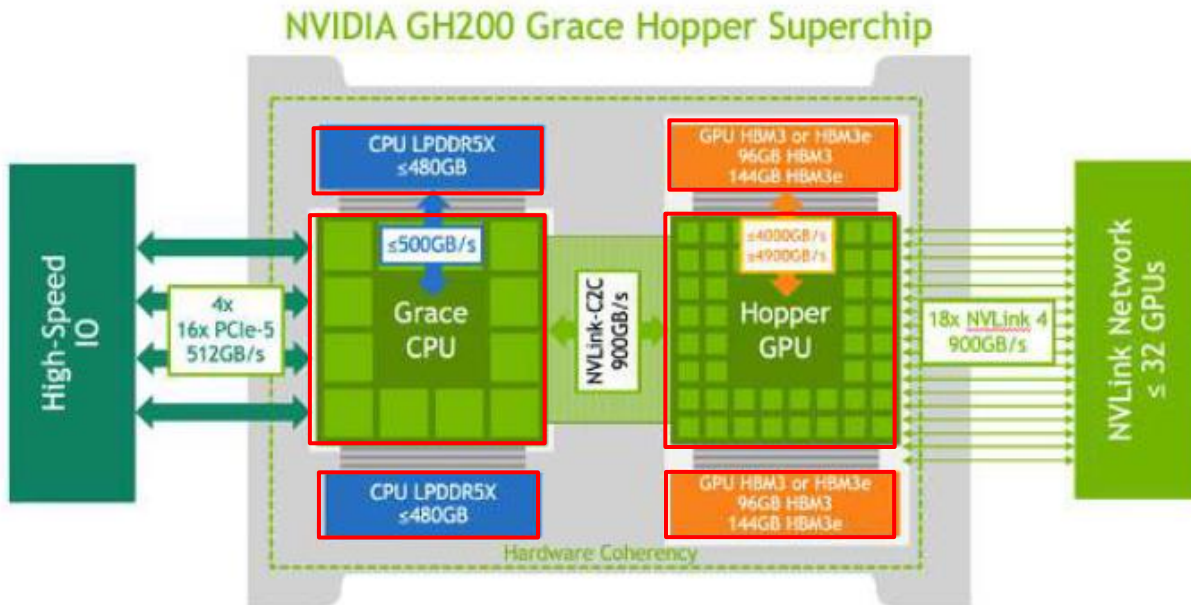 NVIDIA GH200 Grace Hopper Superchip
CPU LPDDR5X
≤480GB
GPU HBM3 or HBM3e
96GB HBM3
144GB HBM3e
≤500GB/s
≤4000GB/s
≤4900GB/s
High-Speed
IO
4x
16x PCIe-5
512GB/s
Grace
CPU
NVLink-C2C
900GB/s
Hopper
GPU
18x NVLink 4
900GB/s
NVLink Network
≤ 32 GPUs
CPU LPDDR5X
≤480GB
GPU HBM3 or HBM3e
96GB HBM3
144GB HBM3e
Hardware Coherency